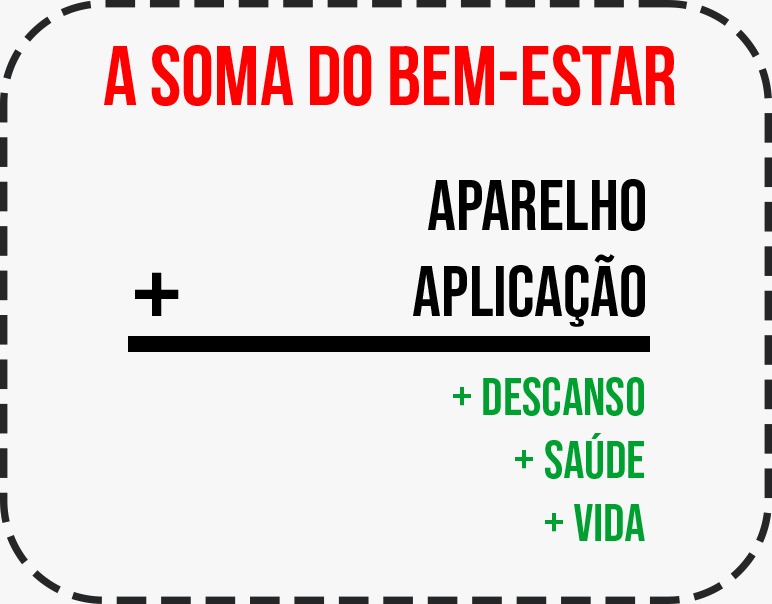 A SOMA DO BEM-ESTAR
APARELHO
+ APLICAÇÃO
+ DESCANSO
+ SAÚDE
+ VIDA